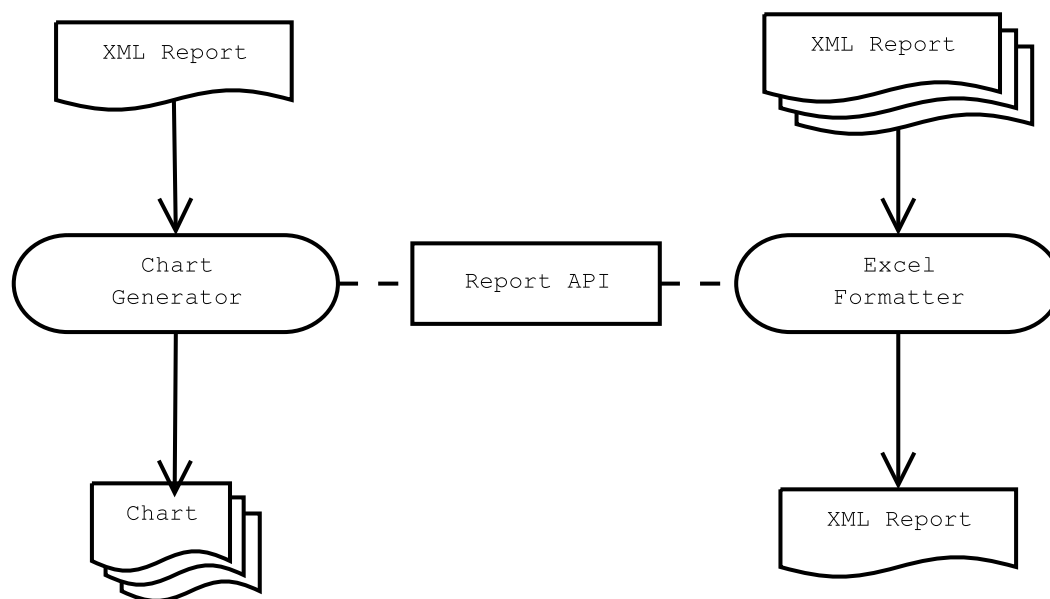 XML Report
XML Report
Chart
Generator
Report API
Excel
Formatter
Chart
XML Report